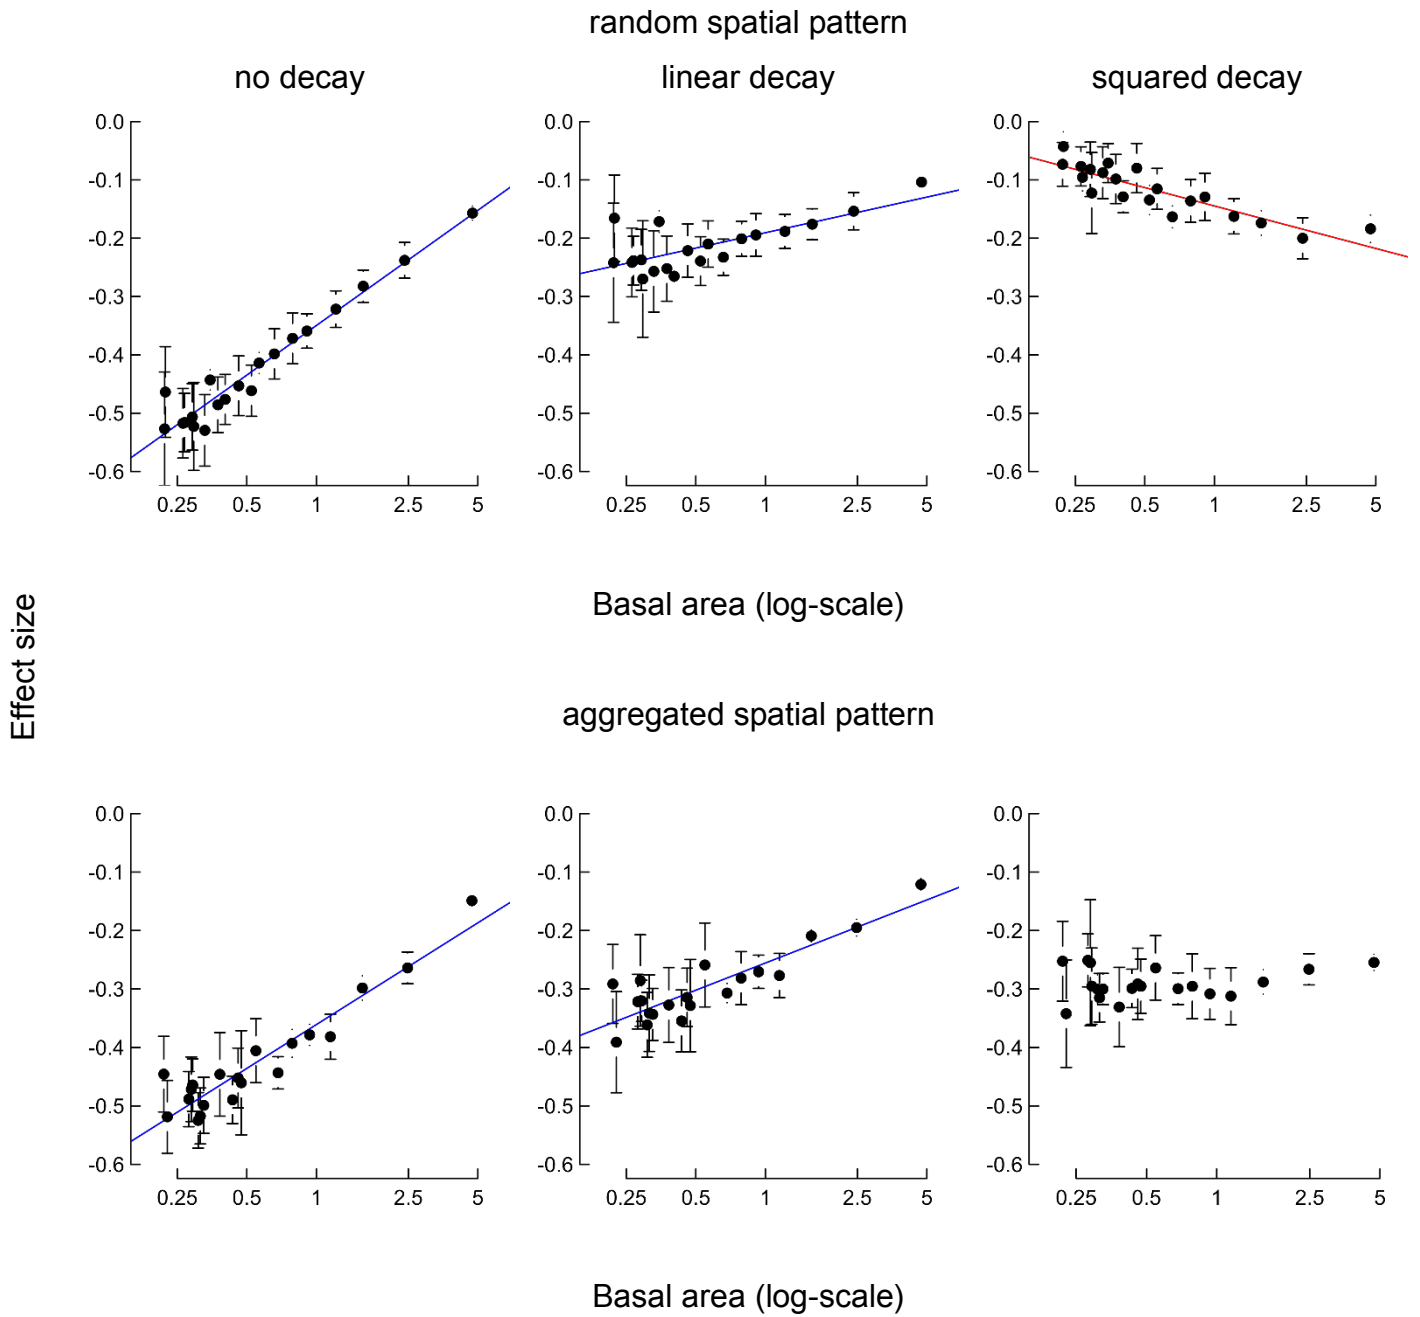 random spatial pattern
no decay linear decay squared decay
0.0 0.0 0.0
-0.1 -0.1 -0.1
-0.2 -0.2 -0.2
-0.3 -0.3 -0.3
-0.4 -0.4 -0.4
-0.5 -0.5 -0.5
-0.6 -0.6 -0.6
0.25 0.5 1 2.5 5 0.25 0.5 1 2.5 5 0.25 0.5 1 2.5 5
Basal area (log-scale)
Effect size
aggregated spatial pattern
0.0 0.0 0.0
-0.1 -0.1 -0.1
-0.2 -0.2 -0.2
-0.3 -0.3 -0.3
-0.4 -0.4 -0.4
-0.5 -0.5 -0.5
-0.6 -0.6 -0.6
0.25 0.5 1 2.5 5 0.25 0.5 1 2.5 5 0.25 0.5 1 2.5 5
Basal area (log-scale)